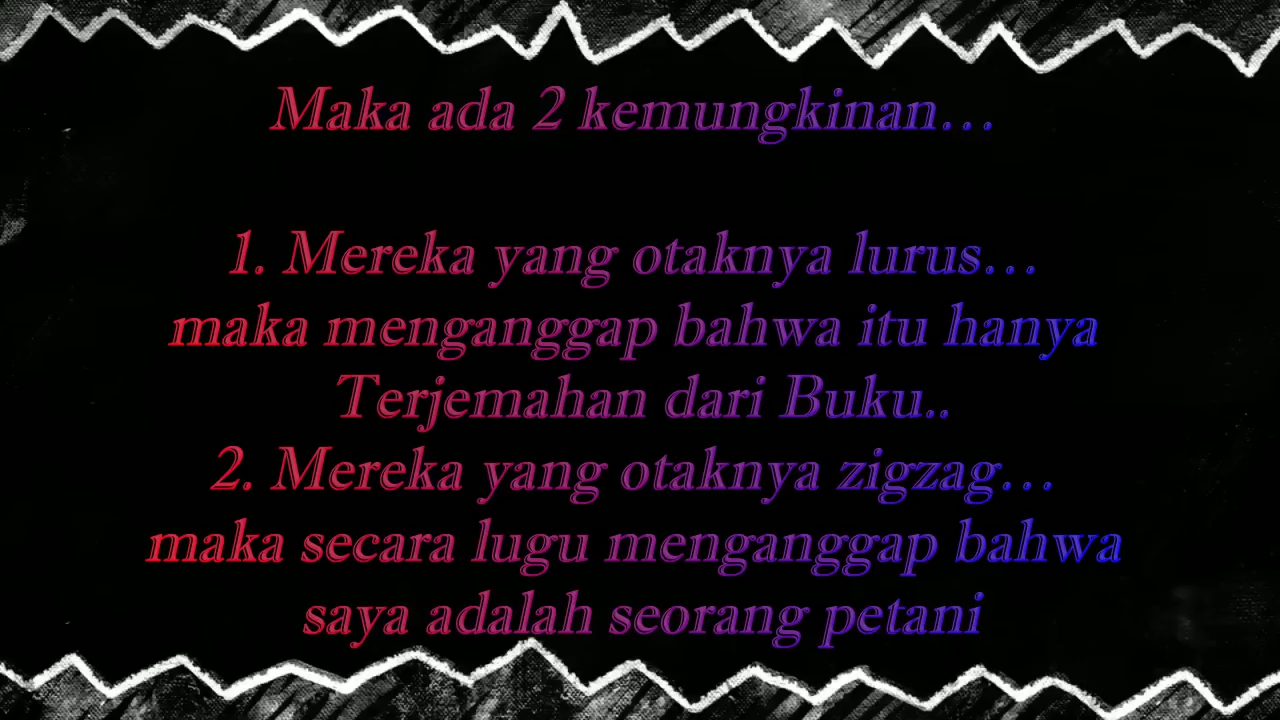 Maka ada 2 kemungkinan...
1. Mereka yang otaknya lurus...
maka menganggap bahwa itu hanya
Terjemahan dari Buku..
2. Mereka yang otaknya zigzag...
maka secara lugu menganggap bahwa
saya adalah seorang petani